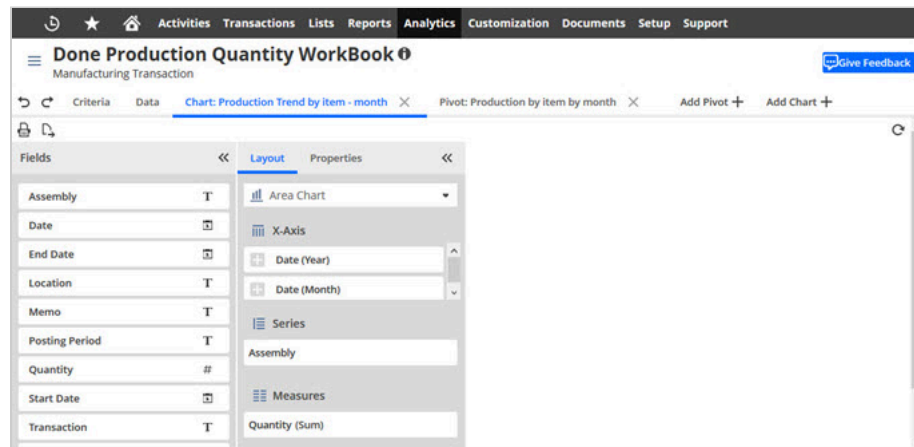 Activities Transactions Lists Reports Analytics Customization Documents Setup Support
Done Production Quantity WorkBook
Manufacturing Transaction
Give Feedback
Criteria Data Chart: Production Trend by item - month Pivot: Production by item by month Add Pivot Add Chart
Fields
Layout Properties
Assembly T
Date
End Date
Location T
Memo T
Posting Period T
Quantity #
Start Date
Transaction T
Area Chart
X-Axis
Date (Year)
Date (Month)
Series
Assembly
Measures
Quantity (Sum)